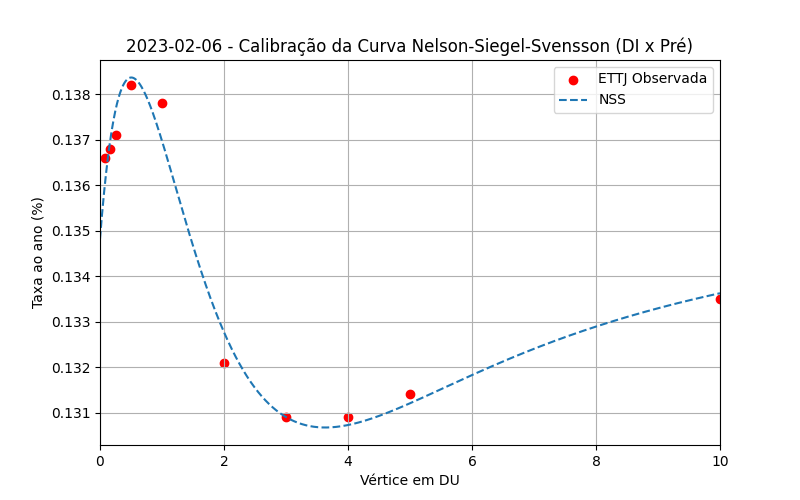 2023-02-06 - Calibração da Curva Nelson-Siegel-Svensson (DI x Pré)
ETTJ Observada
NSS
Taxa ao ano (%)
0.138
0.137
0.136
0.135
0.134
0.133
0.132
0.131
0 2 4 6 8 10
Vértice em DU